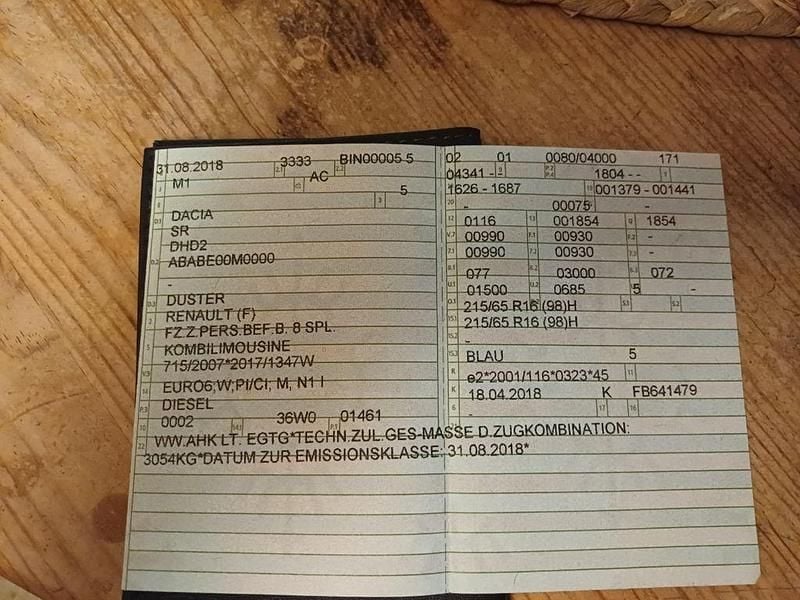 31.08.2018 3333 BIN00005 5
M1 AC
5
DACIA
SR
DHD2
ABABE00M0000
-
DUSTER
RENAULT (F)
FZ.Z.PERS.BEF.B. 8 SPL.
KOMBILIMOUSINE
715/2007*2017/1347W
EURO6;W;PI/CI; M, N1 I
DIESEL
0002 36W0 01461
WW.AHK LT. EGTG*TECHN.ZUL.GES-MASSE D.ZUGKOMBINATION:
3054KG*DATUM ZUR EMISSIONSKLASSE: 31.08.2018*
02 01 0080/04000 171
04341 - 1804 - -
1626 - 1687 001379 - 001441
- 00075 -
0116 001854 1854
00990 00930 -
00990 00930 -
077 03000 072
01500 0685 5 -
215/65 R16 (98)H
215/65 R16 (98)H
-
BLAU 5
e2*2001/116*0323*45
18.04.2018 K FB641479
-